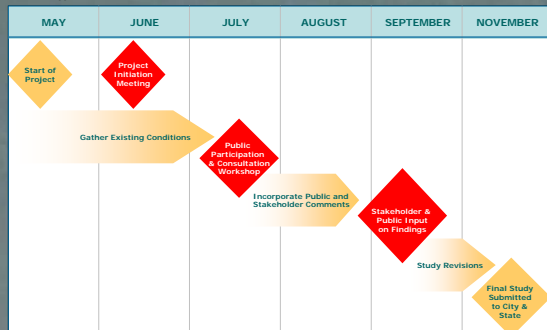 MAY JUNE JULY AUGUST SEPTEMBER NOVEMBER
Start of
Project
Project
Initiation
Meeting
Gather Existing Conditions
Public
Participation
& Consultation
Workshop
Incorporate Public and
Stakeholder Comments
Stakeholder &
Public Input
on Findings
Study Revisions
Final Study
Submitted
to City &
State